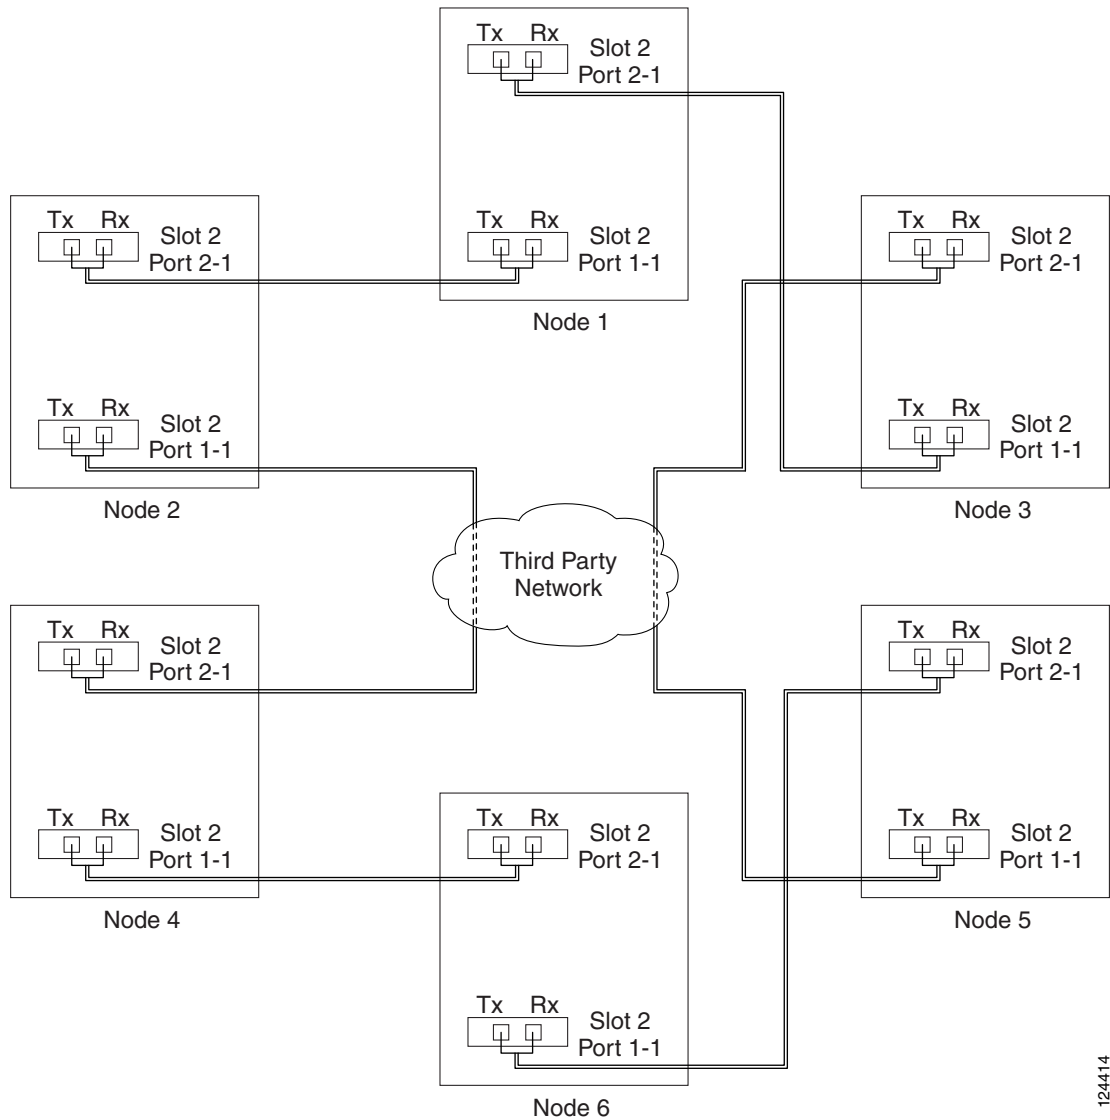 Tx Rx
Slot 2
Port 2-1
Tx Rx
Slot 2
Port 1-1
Node 1
Tx Rx
Slot 2
Port 2-1
Tx Rx
Slot 2
Port 1-1
Node 2
Tx Rx
Slot 2
Port 2-1
Tx Rx
Slot 2
Port 1-1
Node 3
Third Party
Network
Tx Rx
Slot 2
Port 2-1
Tx Rx
Slot 2
Port 1-1
Node 4
Tx Rx
Slot 2
Port 2-1
Tx Rx
Slot 2
Port 1-1
Node 5
Tx Rx
Slot 2
Port 2-1
Tx Rx
Slot 2
Port 1-1
Node 6
124414